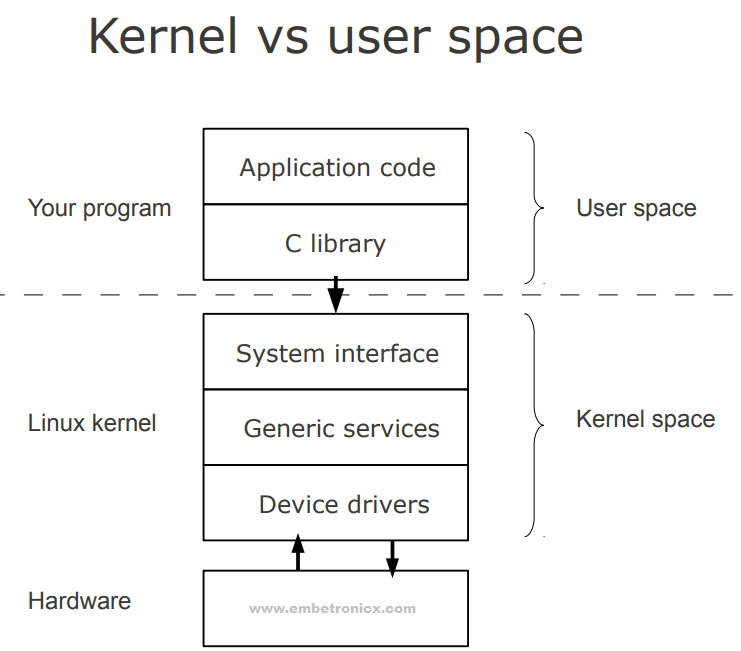 Kernel vs user space
Application code
Your program
User space
C library
System interface
Linux kernel
Generic services
Kernel space
Device drivers
Hardware
www.embetronicx.com